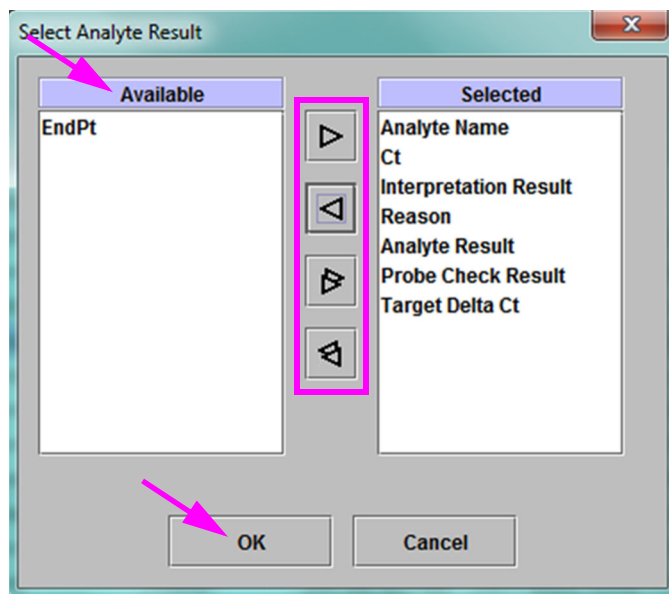 Select Analyte Result
Available
EndPt
Selected
Analyte Name
Ct
Interpretation Result
Reason
Analyte Result
Probe Check Result
Target Delta Ct
OK
Cancel